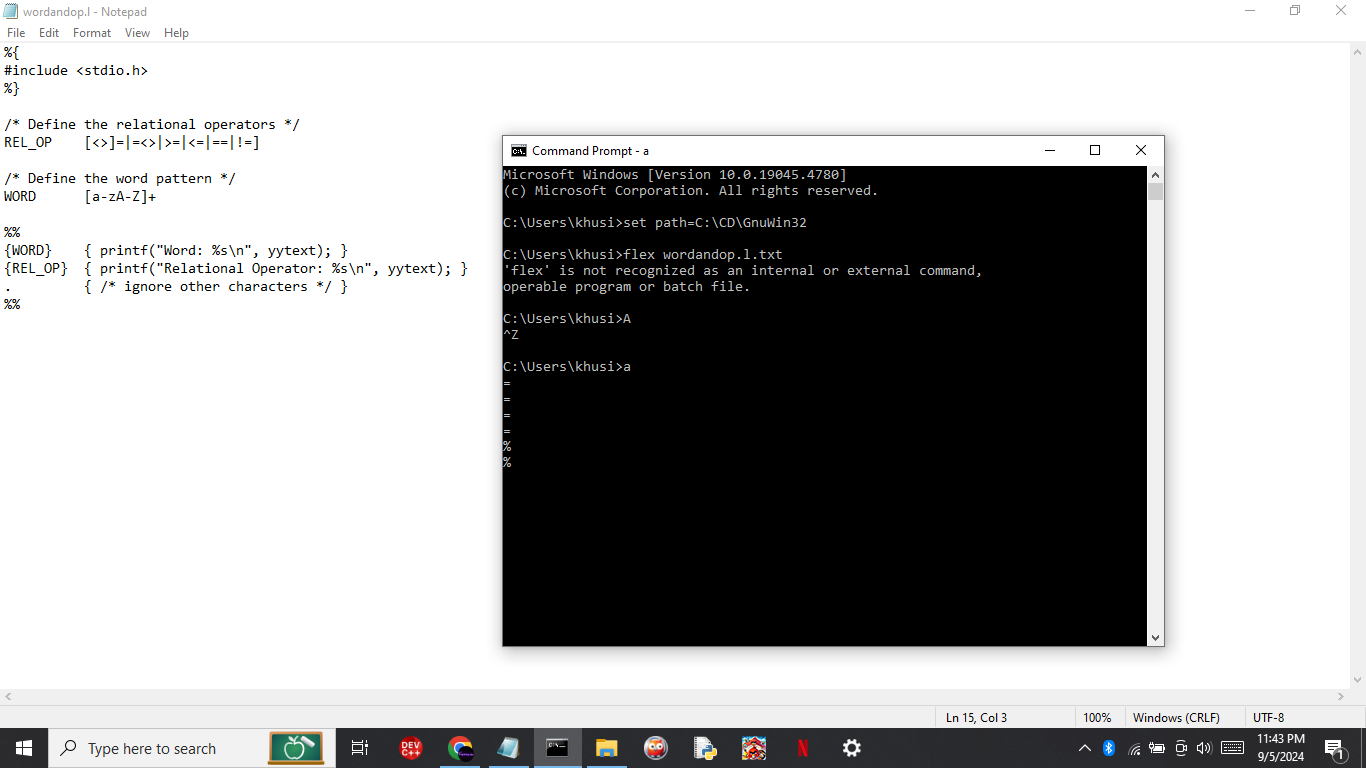 wordandop.l - Notepad
File Edit Format View Help
%{
#include <stdio.h>
%}
/* Define the relational operators */
REL_OP    [<>]=|=<>|>=|<=|==|!=]
/* Define the word pattern */
WORD      [a-zA-Z]+
%%
{WORD}    { printf("Word: %s\n", yytext); }
{REL_OP}  { printf("Relational Operator: %s\n", yytext); }
.         { /* ignore other characters */ }
%%
Command Prompt - a
Microsoft Windows [Version 10.0.19045.4780]
(c) Microsoft Corporation. All rights reserved.
C:\Users\khusi>set path=C:\CD\GnuWin32
C:\Users\khusi>flex wordandop.l.txt
'flex' is not recognized as an internal or external command,
operable program or batch file.
C:\Users\khusi>A
^Z
C:\Users\khusi>a
=
=
=
=
%
%
Ln 15, Col 3
100%
Windows (CRLF)
UTF-8
Type here to search
DEV
C++
11:43 PM
9/5/2024
1